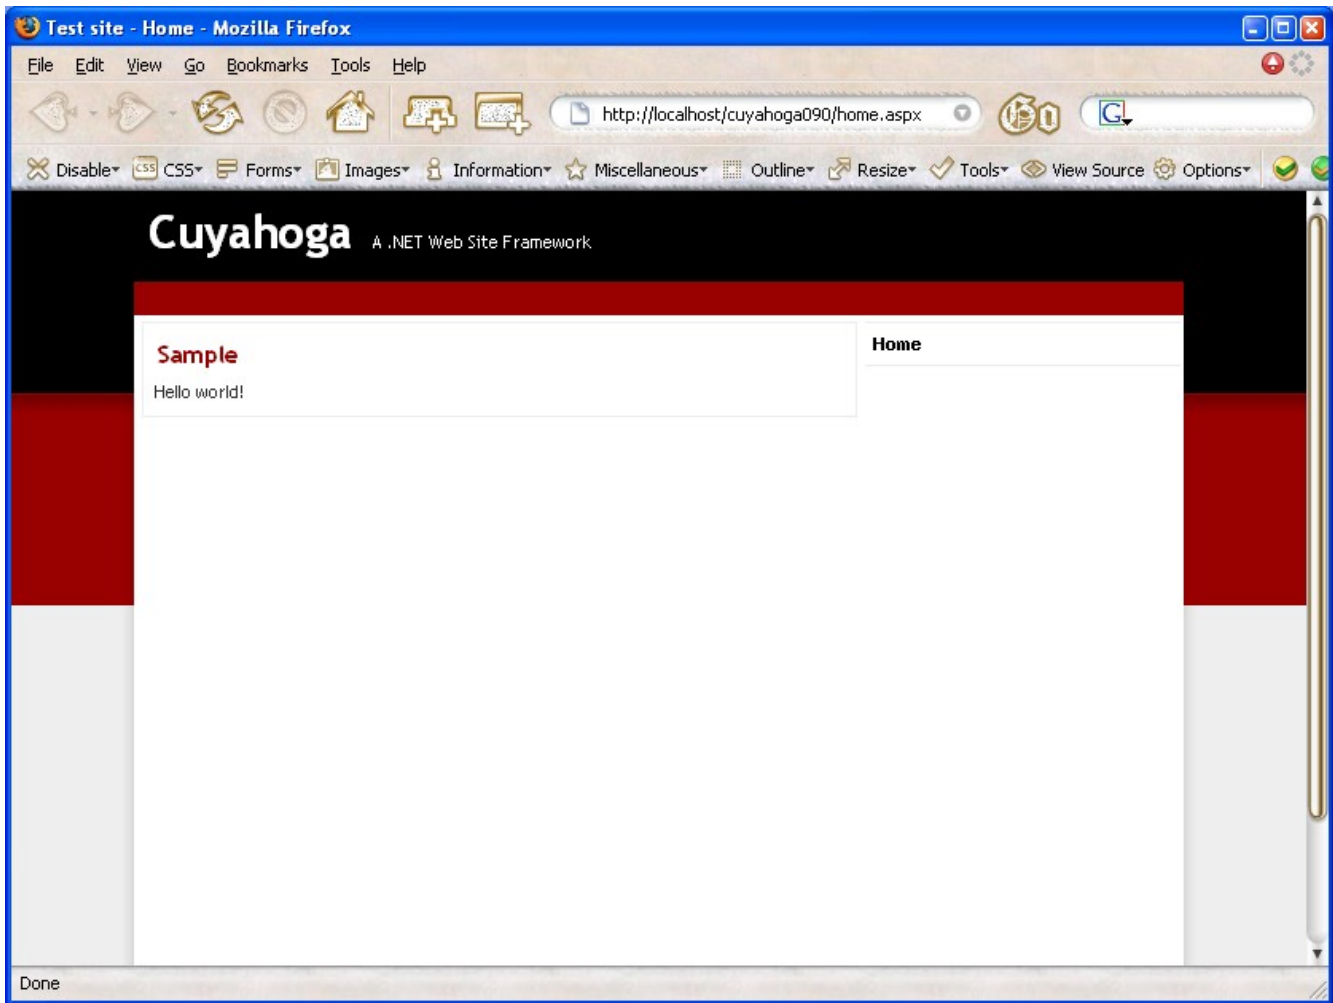 Test site - Home - Mozilla Firefox
File Edit View Go Bookmarks Tools Help
http://localhost/cuyahoga090/home.aspx Go G
Disable CSS CSS Forms Images Information Miscellaneous Outline Resize Tools View Source Options
Cuyahoga A .NET Web Site Framework
Sample
Home
Hello world!
Done